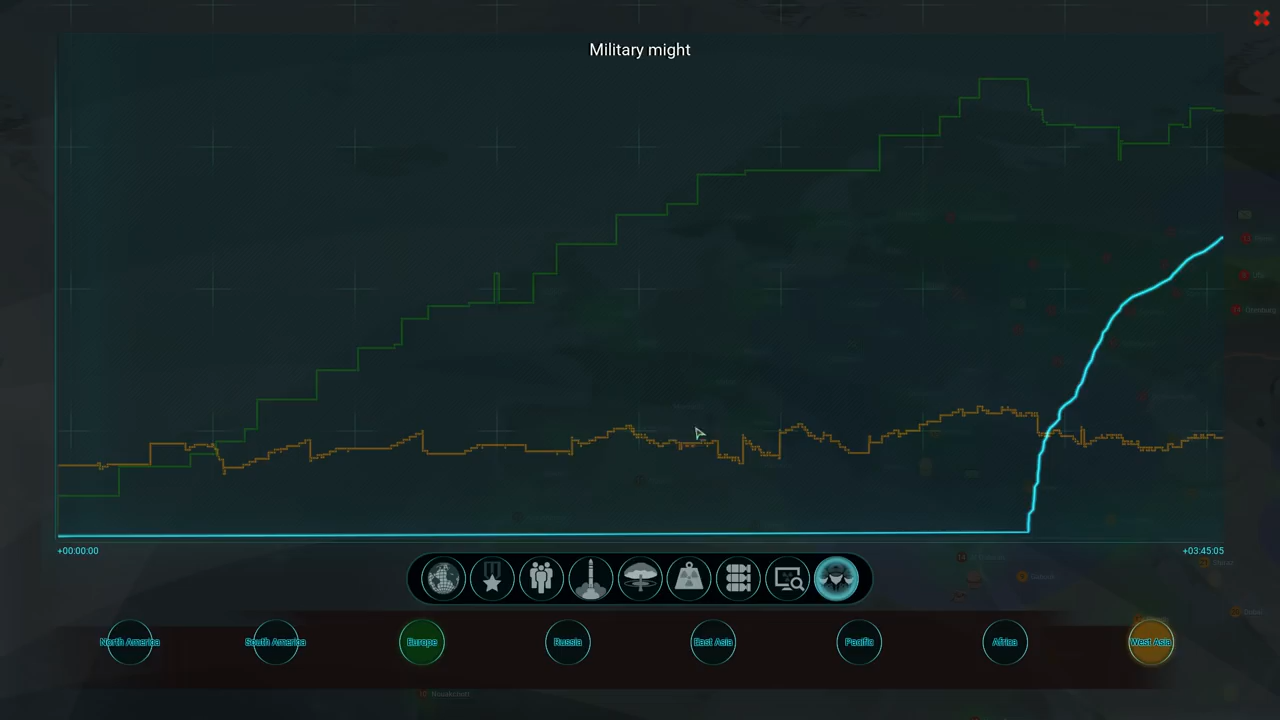 Military might
+00:00:00
+03:45:05
North America
South America
Europe
Russia
East Asia
Pacific
Africa
West Asia